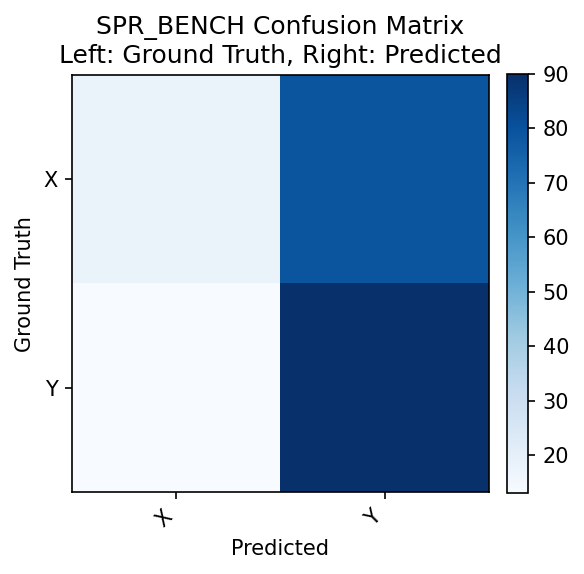 SPR_BENCH Confusion Matrix
Left: Ground Truth, Right: Predicted
90
80
70
60
50
40
30
20
X
Y
Ground Truth
X
Y
Predicted